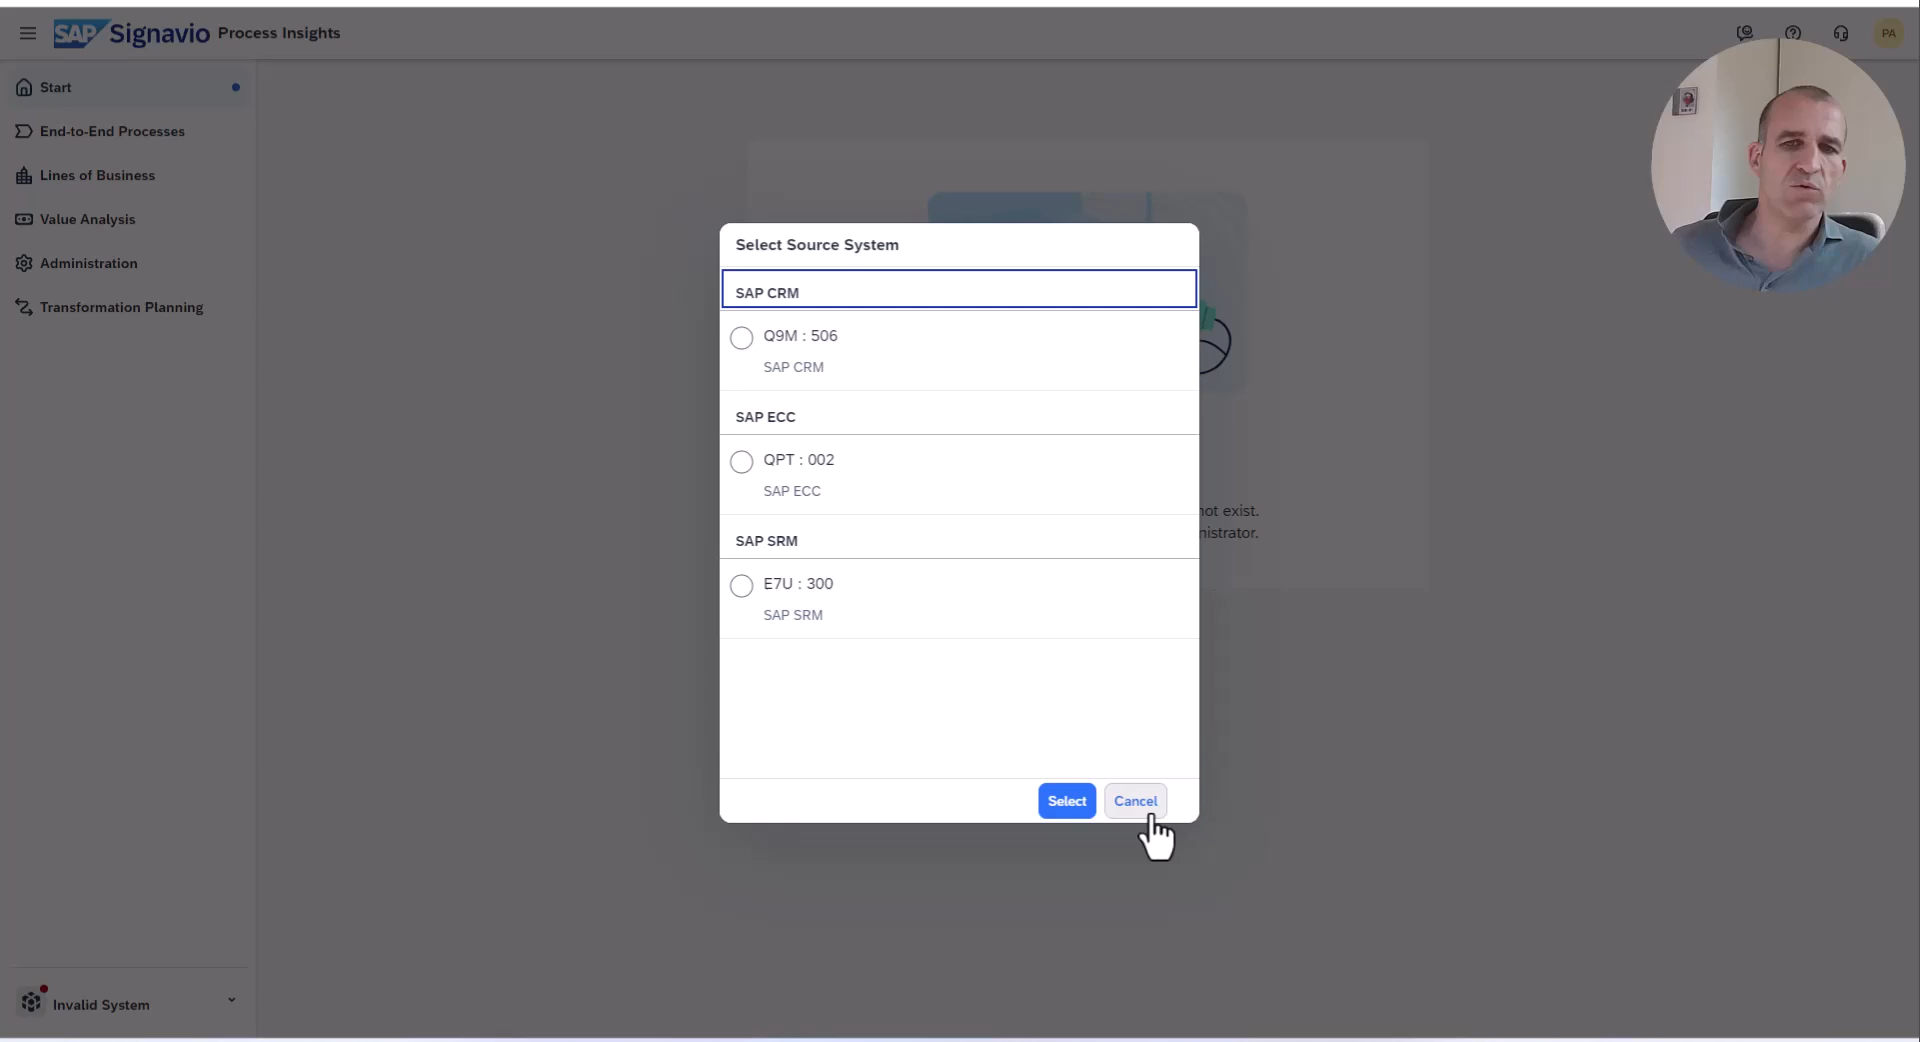 SAP Signavio Process Insights
PA
Start
End-to-End Processes
Lines of Business
Value Analysis
Administration
Transformation Planning
Select Source System
SAP CRM
Q9M : 506
SAP CRM
SAP ECC
QPT : 002
SAP ECC
not exist.
SAP SRM
E7U : 300
SAP SRM
Select
Cancel
Invalid System